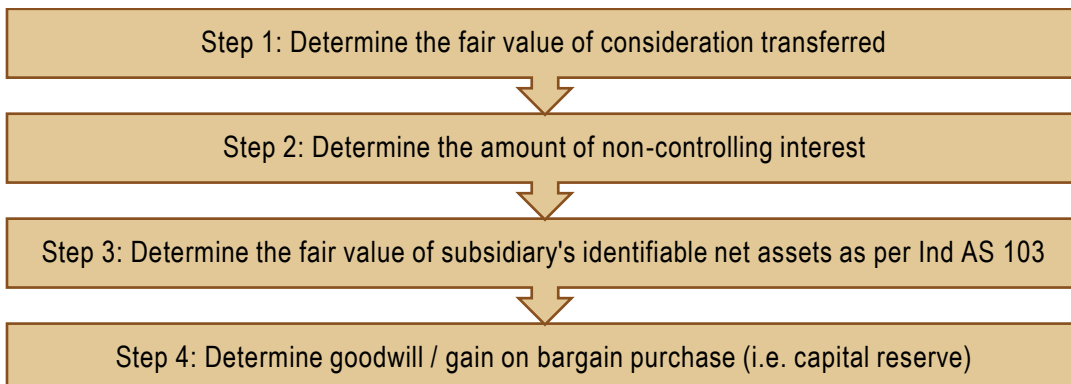 Step 1: Determine the fair value of consideration transferred
Step 2: Determine the amount of non-controlling interest
Step 3: Determine the fair value of subsidiary's identifiable net assets as per Ind AS 103
Step 4: Determine goodwill / gain on bargain purchase (i.e. capital reserve)